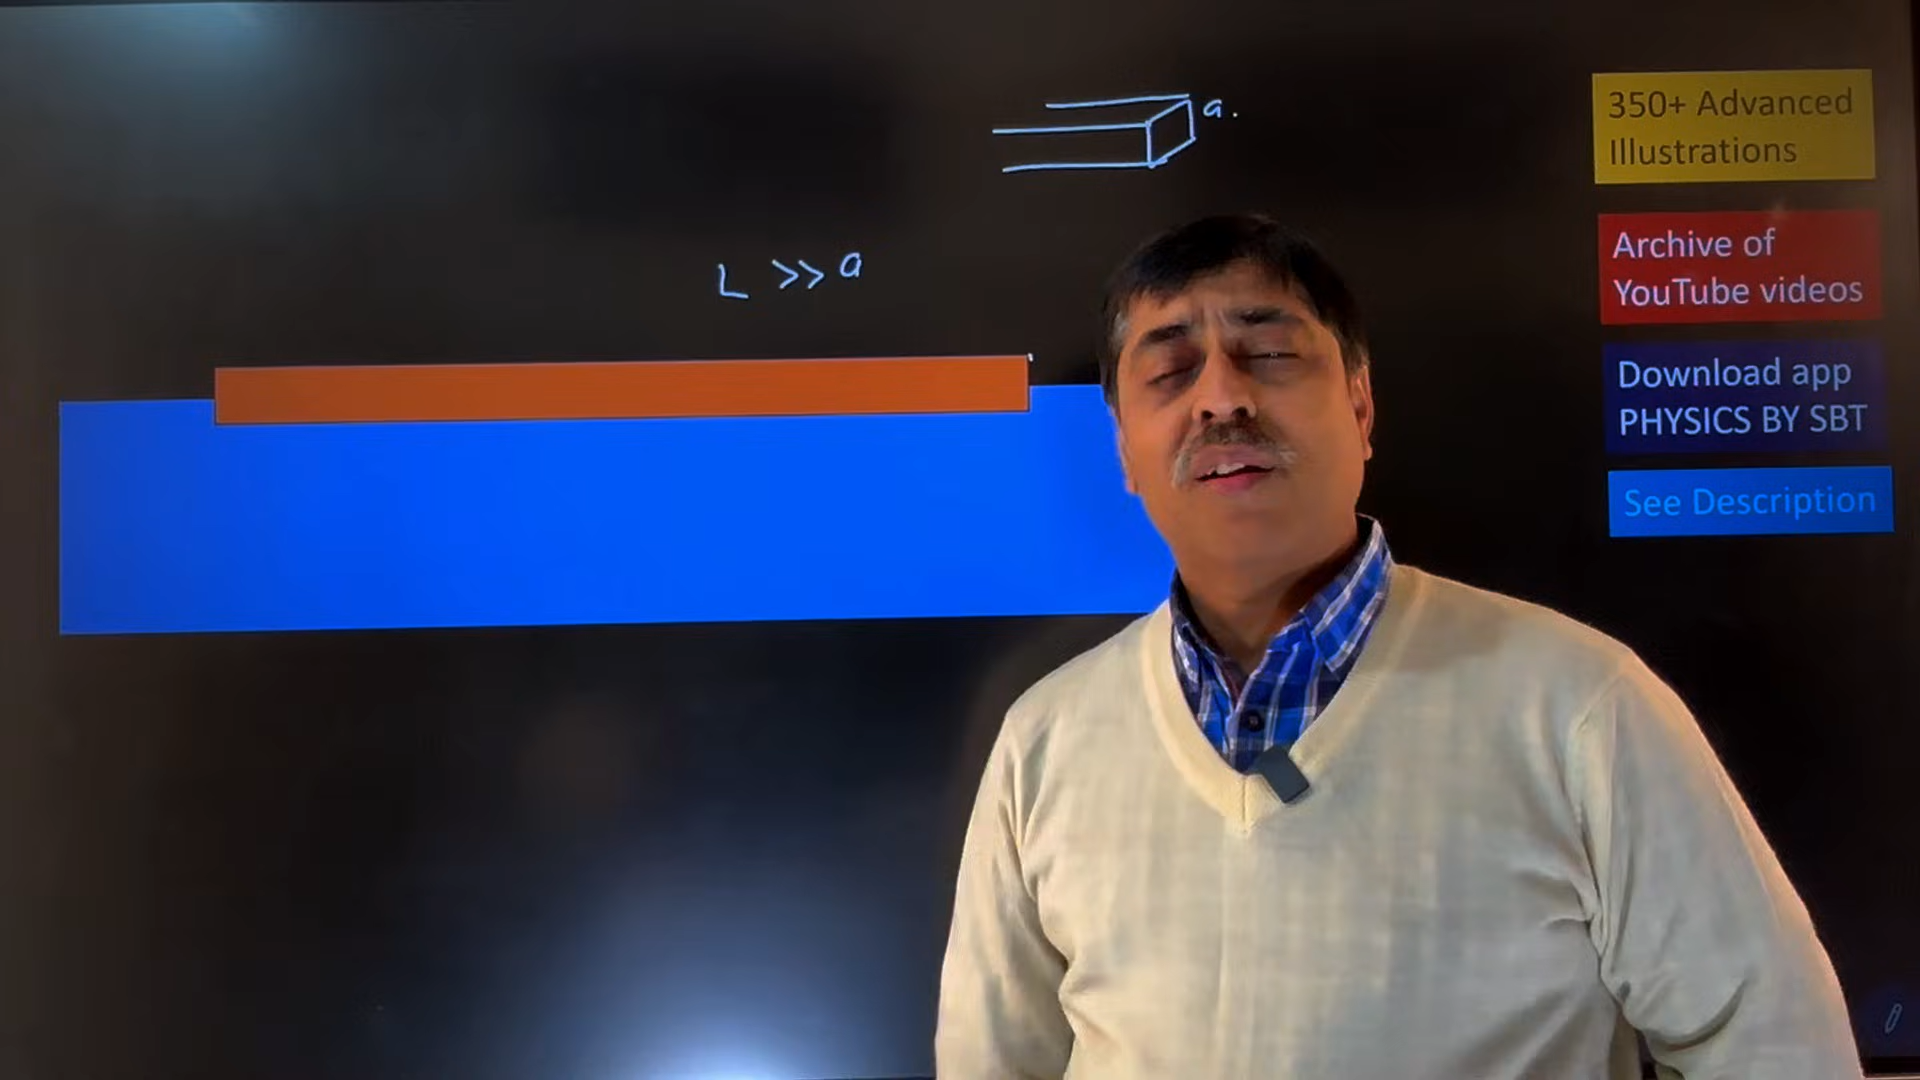 a.
L >> a
350+ Advanced
Illustrations
Archive of
YouTube videos
Download app
PHYSICS BY SBT
See Description